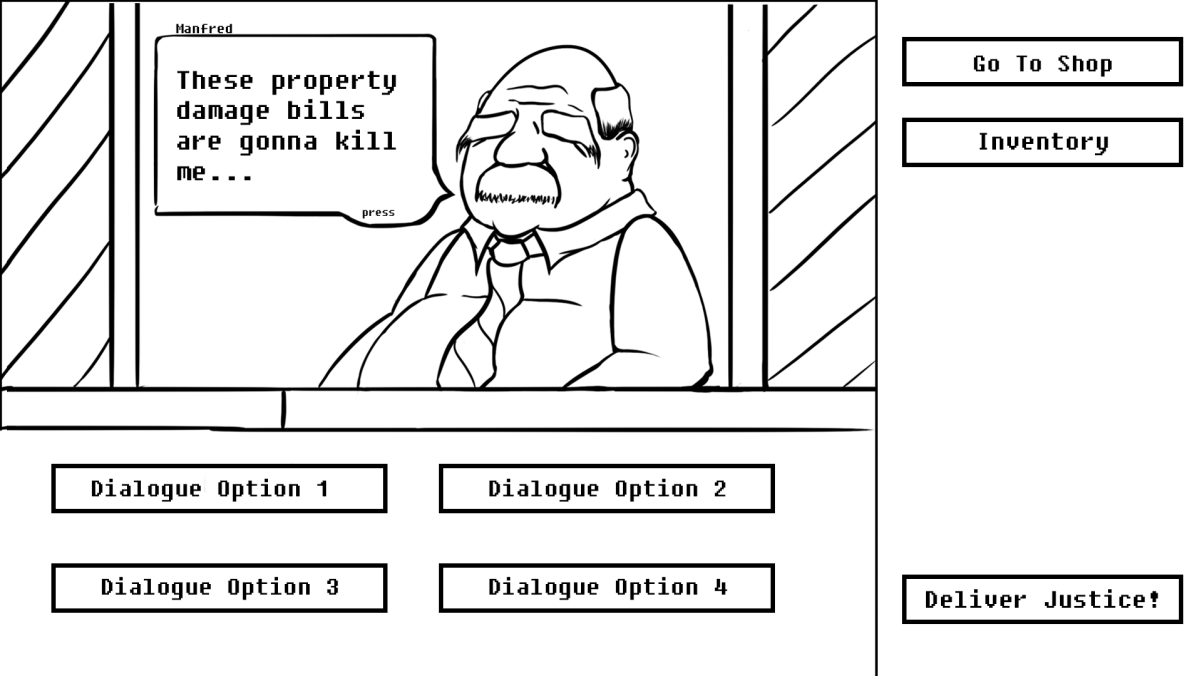 Manfred
These property
damage bills
are gonna kill
me...
press
Go To Shop
Inventory
Dialogue Option 1
Dialogue Option 2
Dialogue Option 3
Dialogue Option 4
Deliver Justice!